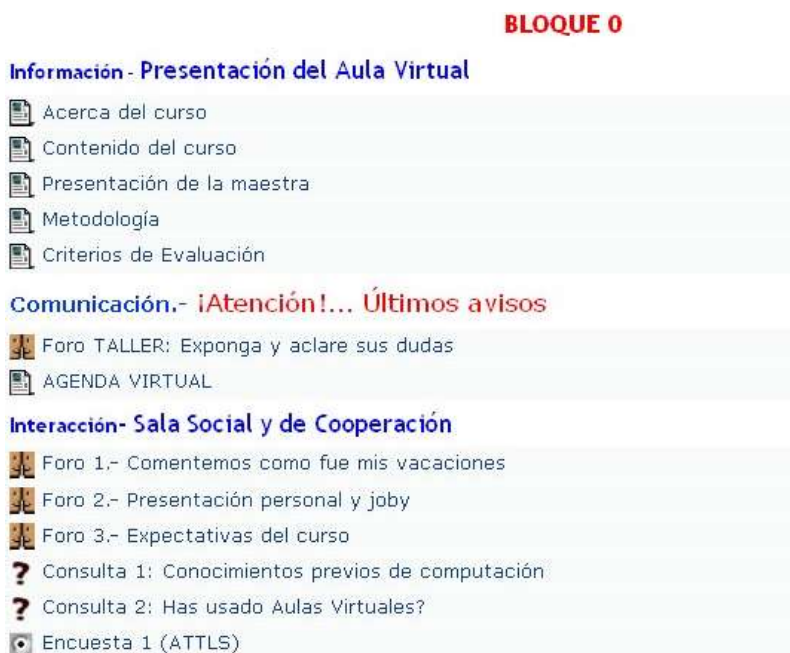 BLOQUE 0
Información - Presentación del Aula Virtual
Acerca del curso
Contenido del curso
Presentación de la maestra
Metodología
Criterios de Evaluación
Comunicación.- ¡Atención!... Últimos avisos
Foro TALLER: Exponga y aclare sus dudas
AGENDA VIRTUAL
Interacción- Sala Social y de Cooperación
Foro 1.- Comentemos como fue mis vacaciones
Foro 2.- Presentación personal y joby
Foro 3.- Expectativas del curso
Consulta 1: Conocimientos previos de computación
Consulta 2: Has usado Aulas Virtuales?
Encuesta 1 (ATTLS)